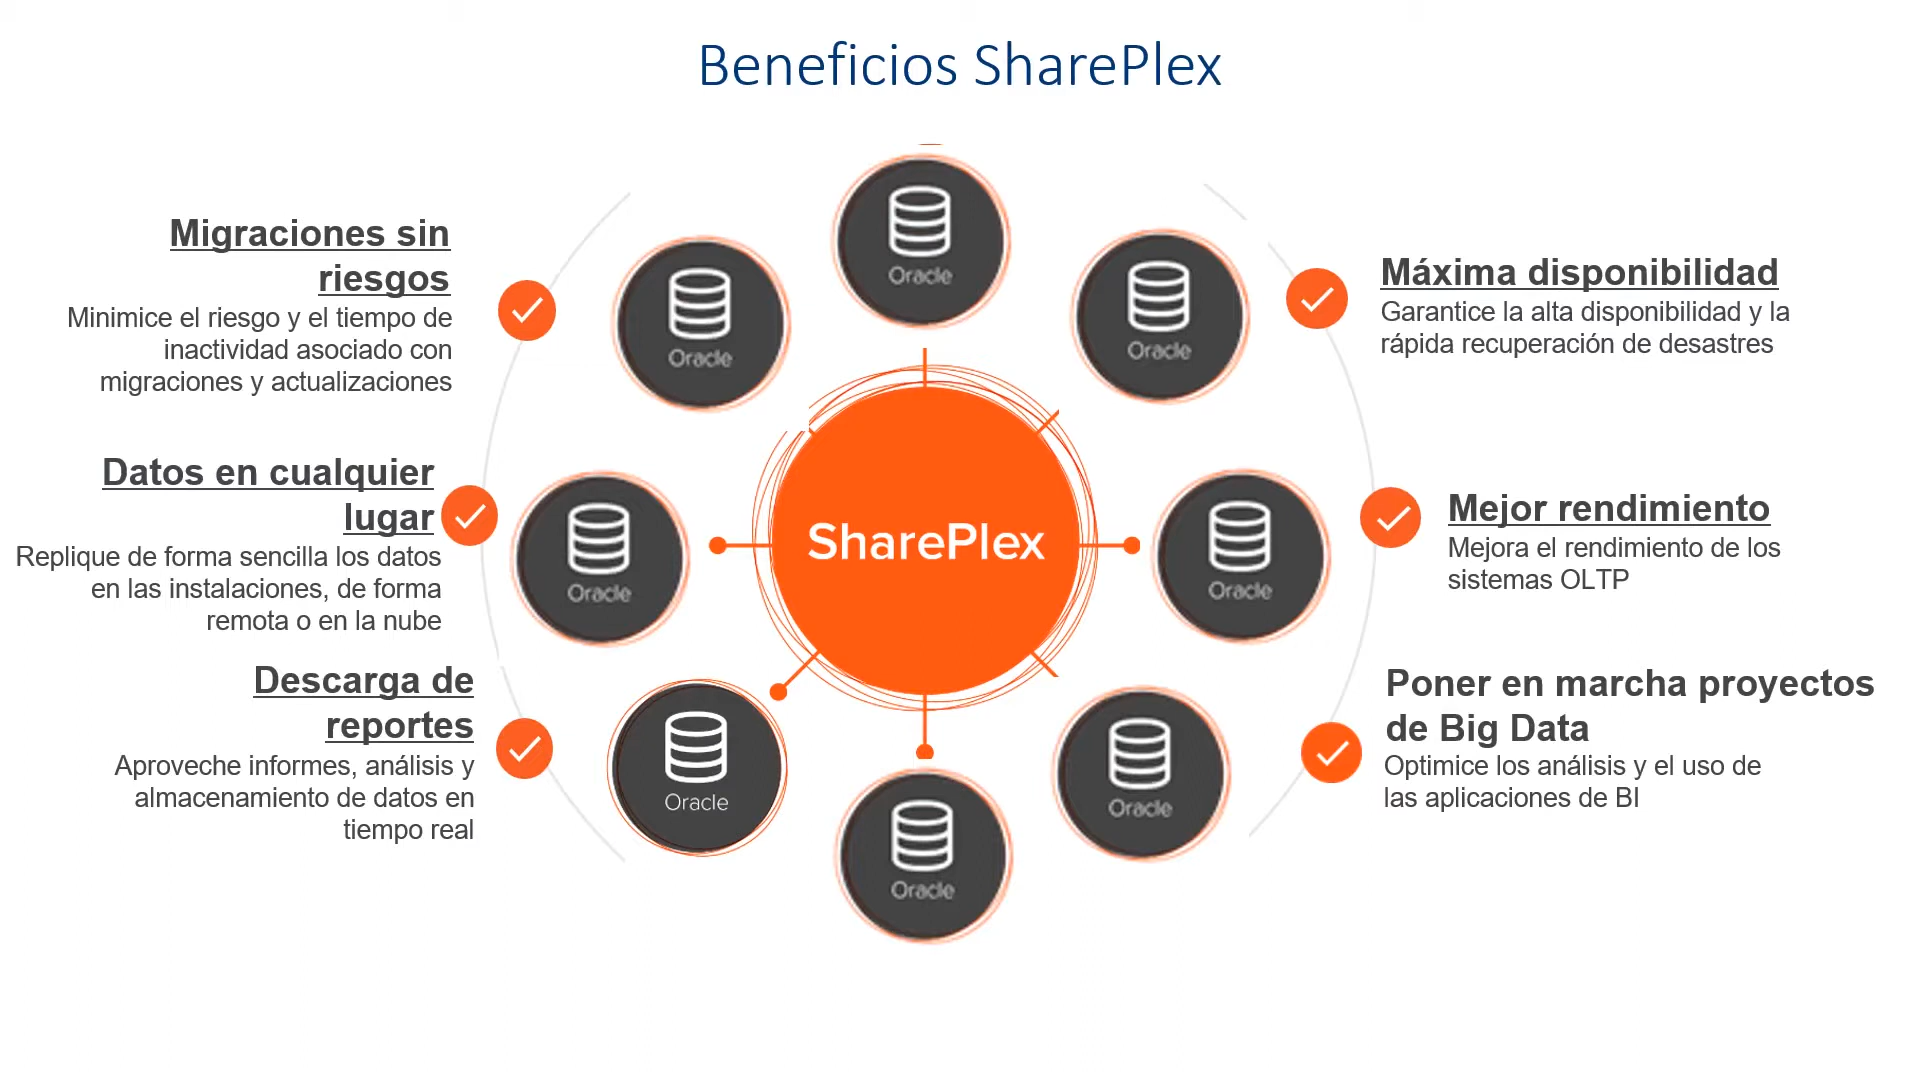 Beneficios SharePlex
Migraciones sin
riesgos
Minimice el riesgo y el tiempo de
inactividad asociado con
migraciones y actualizaciones
Datos en cualquier
lugar
Replique de forma sencilla los datos
en las instalaciones, de forma
remota o en la nube
Descarga de
reportes
Aproveche informes, análisis y
almacenamiento de datos en
tiempo real
Oracle
Oracle
Oracle
Oracle
SharePlex
Oracle
Oracle
Oracle
Oracle
Máxima disponibilidad
Garantice la alta disponibilidad y la
rápida recuperación de desastres
Mejor rendimiento
Mejora el rendimiento de los
sistemas OLTP
Poner en marcha proyectos
de Big Data
Optimice los análisis y el uso de
las aplicaciones de BI